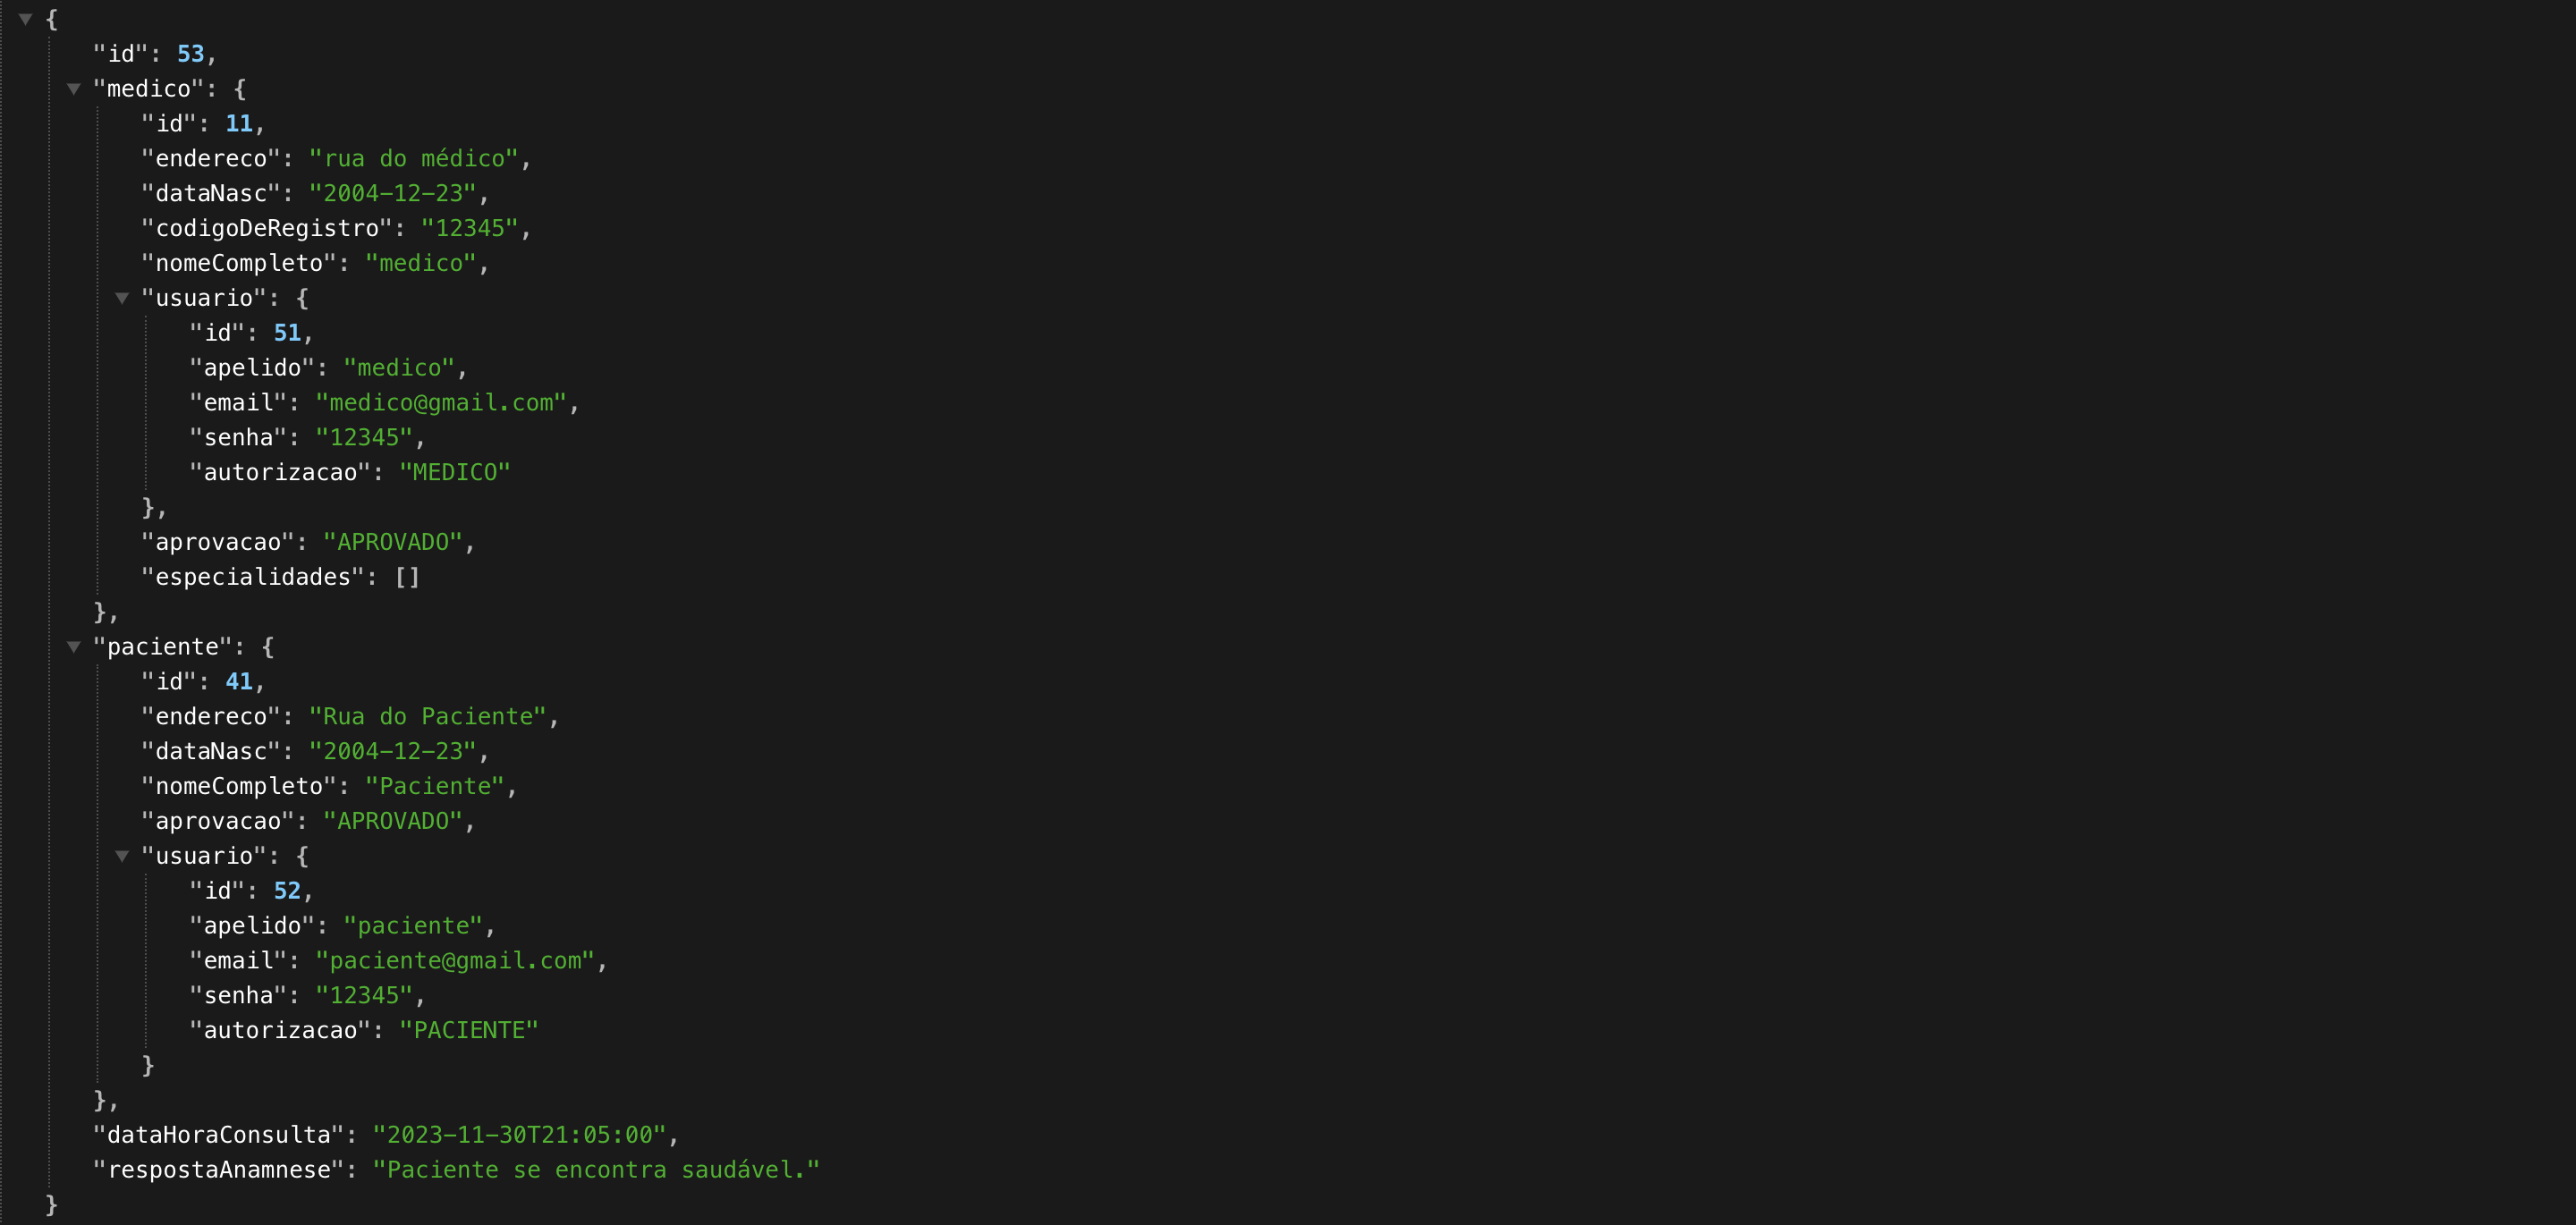 {
"id": 53,
"medico": {
"id": 11,
"endereco": "rua do médico",
"dataNasc": "2004-12-23",
"codigoDeRegistro": "12345",
"nomeCompleto": "medico",
"usuario": {
"id": 51,
"apelido": "medico",
"email": "medico@gmail.com",
"senha": "12345",
"autorizacao": "MEDICO"
},
"aprovacao": "APROVADO",
"especialidades": []
},
"paciente": {
"id": 41,
"endereco": "Rua do Paciente",
"dataNasc": "2004-12-23",
"nomeCompleto": "Paciente",
"aprovacao": "APROVADO",
"usuario": {
"id": 52,
"apelido": "paciente",
"email": "paciente@gmail.com",
"senha": "12345",
"autorizacao": "PACIENTE"
}
},
"dataHoraConsulta": "2023-11-30T21:05:00",
"respostaAnamnese": "Paciente se encontra saudável."
}